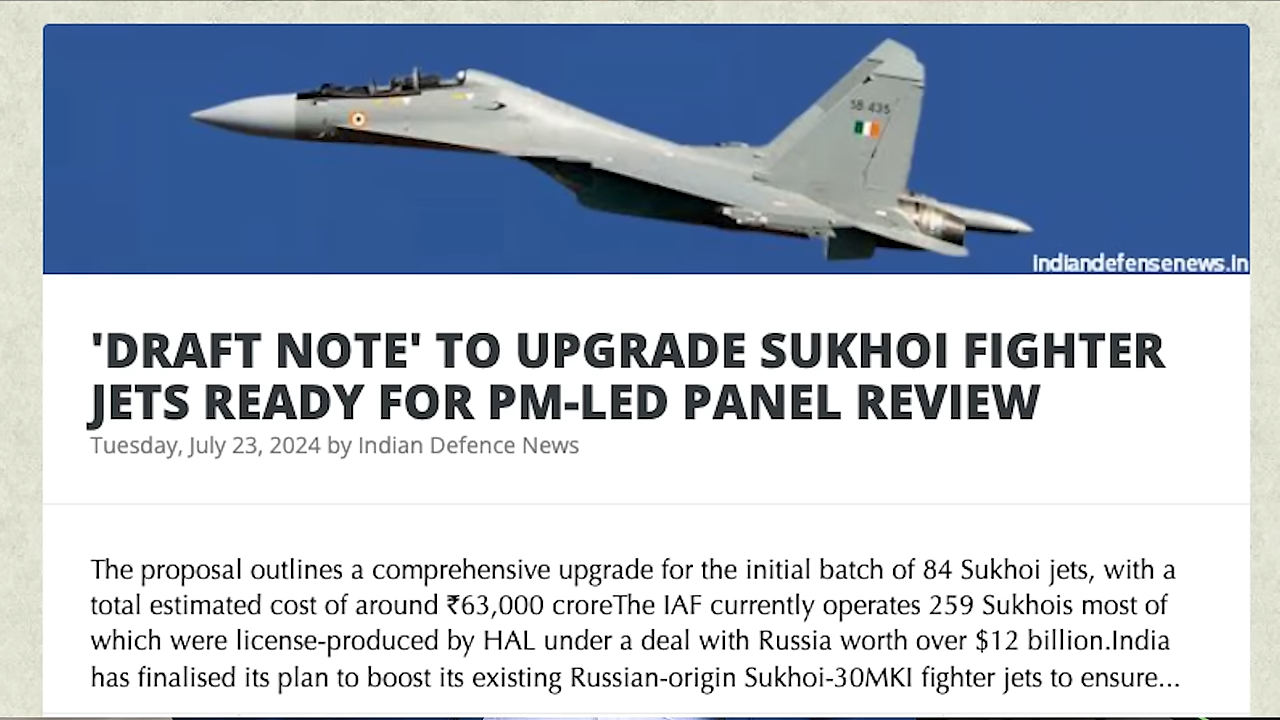 SB 435
indiandefensenews.in
'DRAFT NOTE' TO UPGRADE SUKHOI FIGHTER
JETS READY FOR PM-LED PANEL REVIEW
Tuesday, July 23, 2024 by Indian Defence News
The proposal outlines a comprehensive upgrade for the initial batch of 84 Sukhoi jets, with a
total estimated cost of around ₹63,000 croreThe IAF currently operates 259 Sukhois most of
which were license-produced by HAL under a deal with Russia worth over $12 billion.India
has finalised its plan to boost its existing Russian-origin Sukhoi-30MKI fighter jets to ensure...